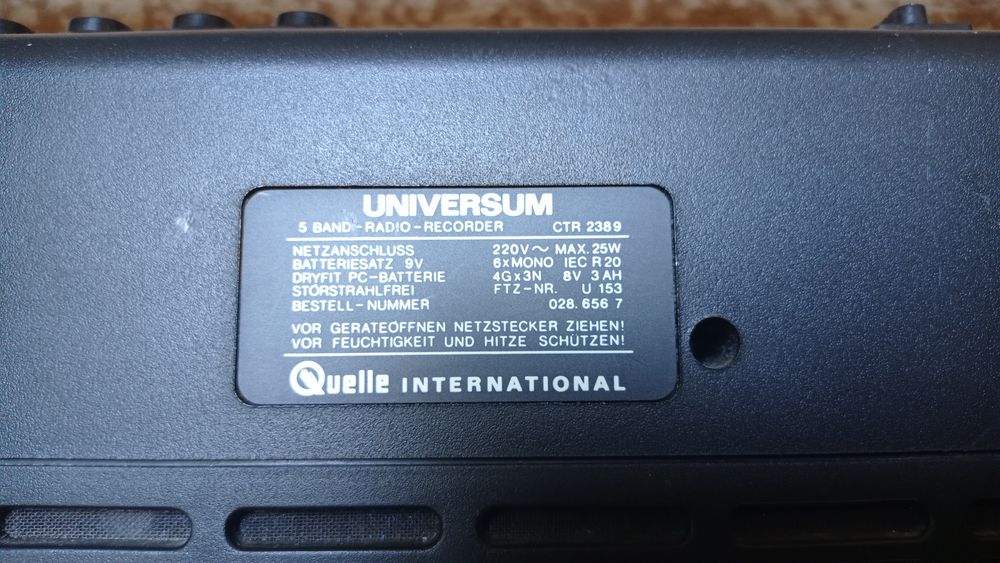 UNIVERSUM
5 BAND-RADIO-RECORDER CTR 2389
NETZANSCHLUSS 220V~ MAX. 25W
BATTERIESATZ 9V 6xMONO IEC R20
DRYFIT PC-BATTERIE 4Gx3N 8V 3AH
STÖRSTRAHLFREI FTZ-NR. U 153
BESTELL-NUMMER 028.656 7
VOR GERATEÖFFNEN NETZSTECKER ZIEHEN!
VOR FEUCHTIGKEIT UND HITZE SCHÜTZEN!
Quelle INTERNATIONAL